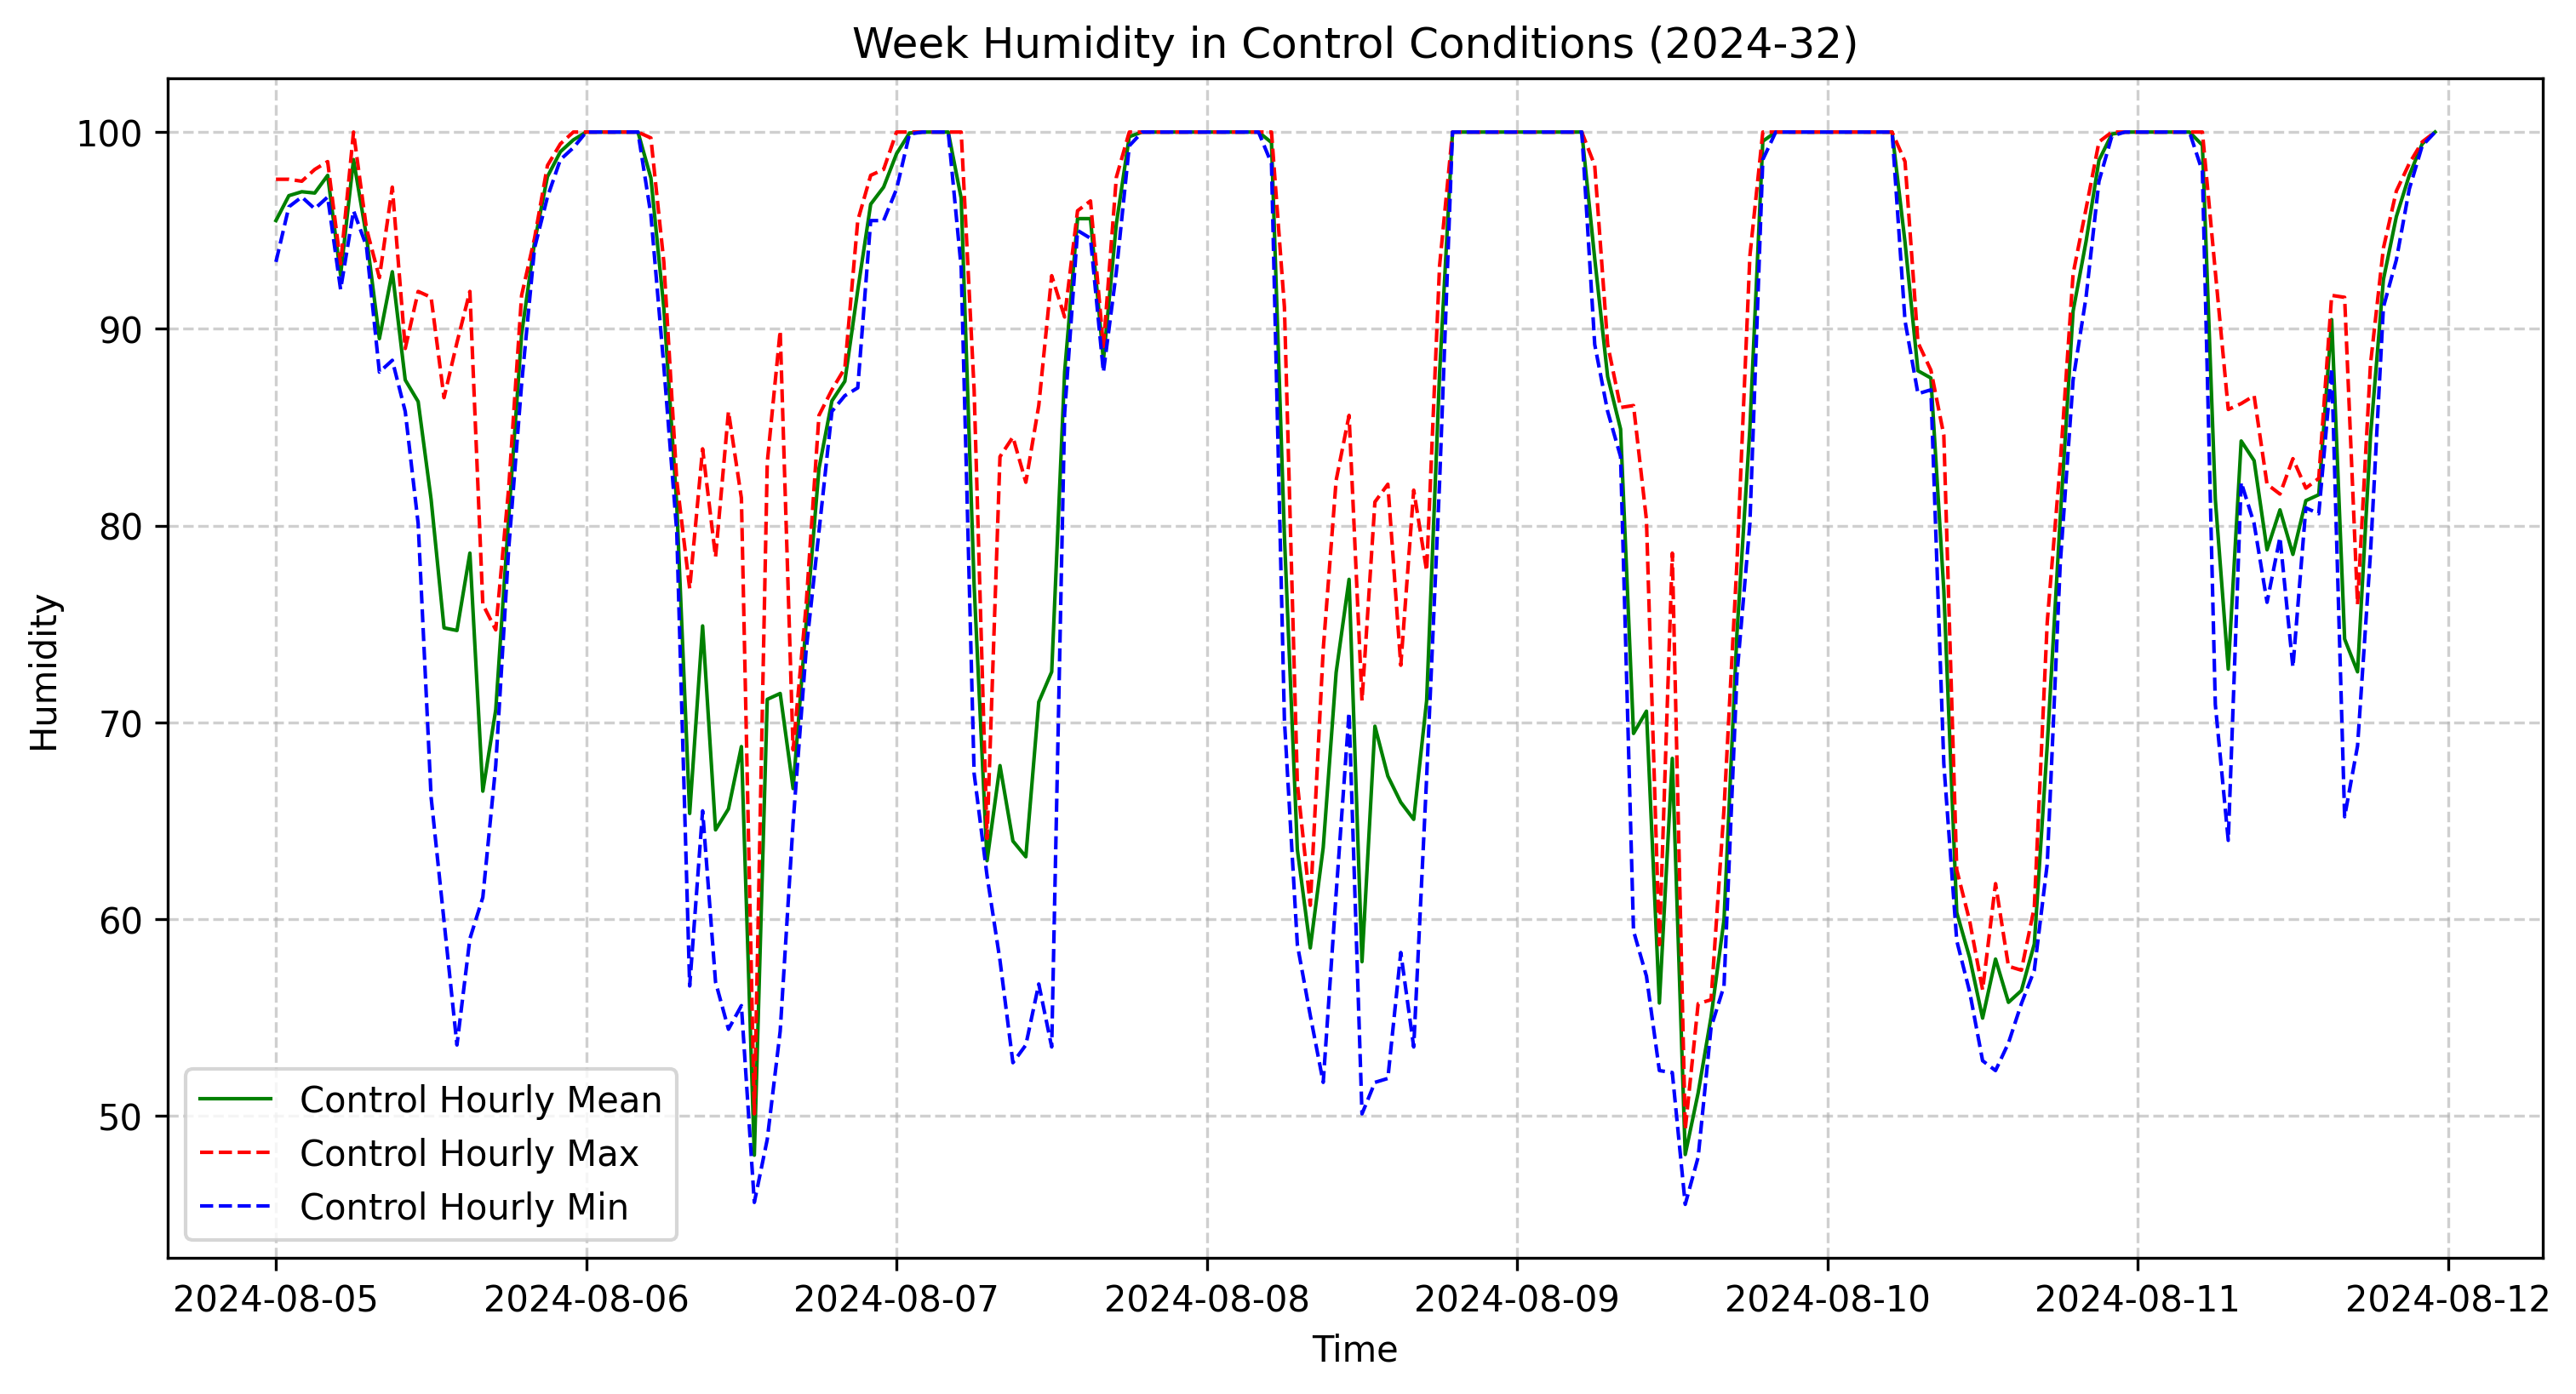 Week Humidity in Control Conditions (2024-32)
100
90
80
70
60
50
Humidity
Control Hourly Mean
Control Hourly Max
Control Hourly Min
2024-08-05 2024-08-06 2024-08-07 2024-08-08 2024-08-09 2024-08-10 2024-08-11 2024-08-12
Time